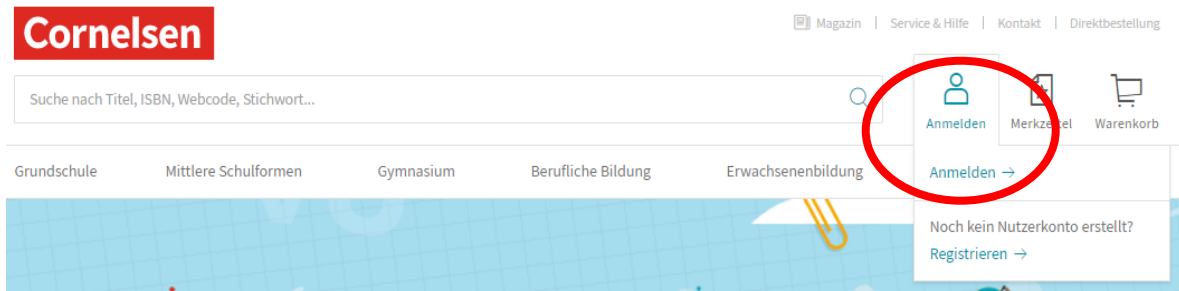 Cornelsen
Magazin | Service & Hilfe | Kontakt | Direktbestellung
Suche nach Titel, ISBN, Webcode, Stichwort...
Anmelden
Merkzettel
Warenkorb
Grundschule
Mittlere Schulformen
Gymnasium
Berufliche Bildung
Erwachsenenbildung
Anmelden →
Noch kein Nutzerkonto erstellt?
Registrieren →